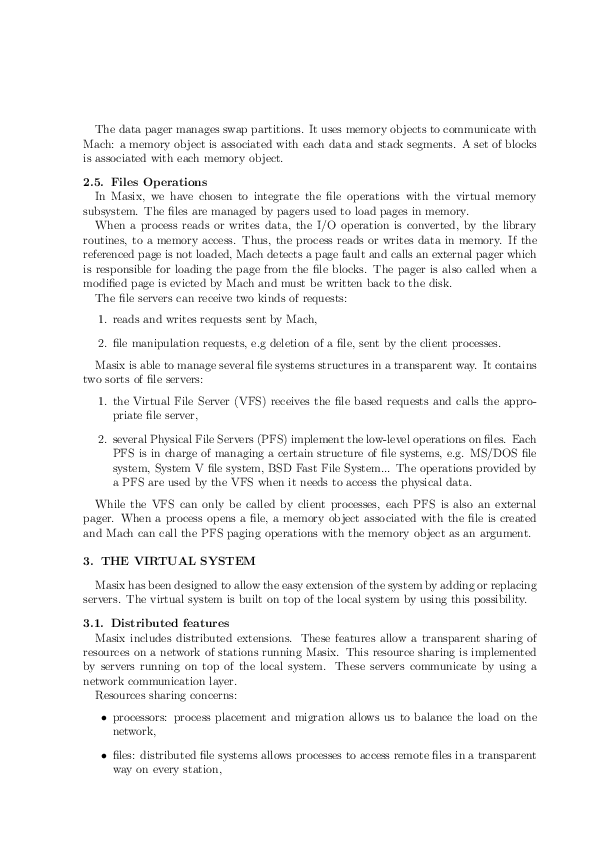 The data pager manages swap partitions. It uses memory objects to communicate with
Mach: a memory object is associated with each data and stack segments. A set of blocks
is associated with each memory object.
2.5. Files Operations
In Masix, we have chosen to integrate the file operations with the virtual memory
subsystem. The files are managed by pagers used to load pages in memory.
When a process reads or writes data, the I/O operation is converted, by the library
routines, to a memory access. Thus, the process reads or writes data in memory. If the
referenced page is not loaded, Mach detects a page fault and calls an external pager which
is responsible for loading the page from the file blocks. The pager is also called when a
modified page is evicted by Mach and must be written back to the disk.
The file servers can receive two kinds of requests:
1. reads and writes requests sent by Mach,
2. file manipulation requests, e.g deletion of a file, sent by the client processes.
Masix is able to manage several file systems structures in a transparent way. It contains
two sorts of file servers:
1. the Virtual File Server (VFS) receives the file based requests and calls the appro-
priate file server,
2. several Physical File Servers (PFS) implement the low-level operations on files. Each
PFS is in charge of managing a certain structure of file systems, e.g. MS/DOS file
system, System V file system, BSD Fast File System... The operations provided by
a PFS are used by the VFS when it needs to access the physical data.
While the VFS can only be called by client processes, each PFS is also an external
pager. When a process opens a file, a memory object associated with the file is created
and Mach can call the PFS paging operations with the memory object as an argument.
3. THE VIRTUAL SYSTEM
Masix has been designed to allow the easy extension of the system by adding or replacing
servers. The virtual system is built on top of the local system by using this possibility.
3.1. Distributed features
Masix includes distributed extensions. These features allow a transparent sharing of
resources on a network of stations running Masix. This resource sharing is implemented
by servers running on top of the local system. These servers communicate by using a
network communication layer.
Resources sharing concerns:
• processors: process placement and migration allows us to balance the load on the
network,
• files: distributed file systems allows processes to access remote files in a transparent
way on every station,